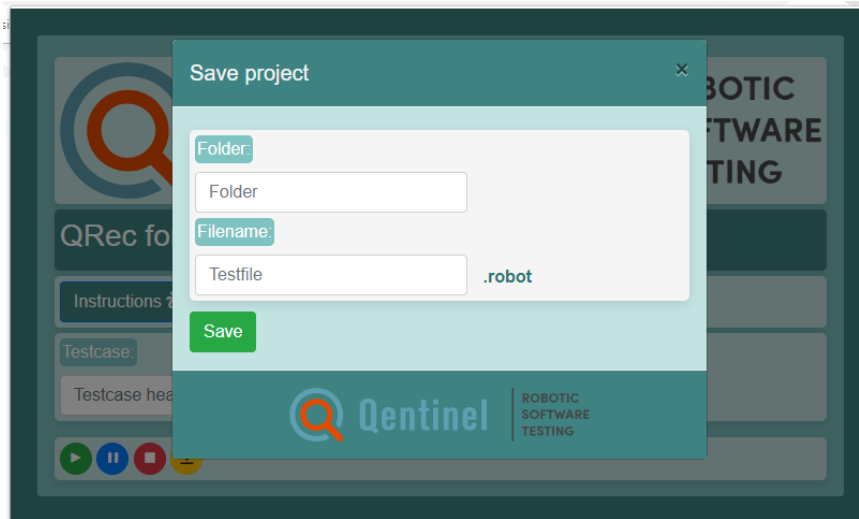 Save project
×
BOTIC
FTWARE
TING
Folder:
Folder
Filename:
QRec fo
Testfile
.robot
Instructions
Save
Testcase:
Testcase hea
Qentinel
ROBOTIC
SOFTWARE
TESTING